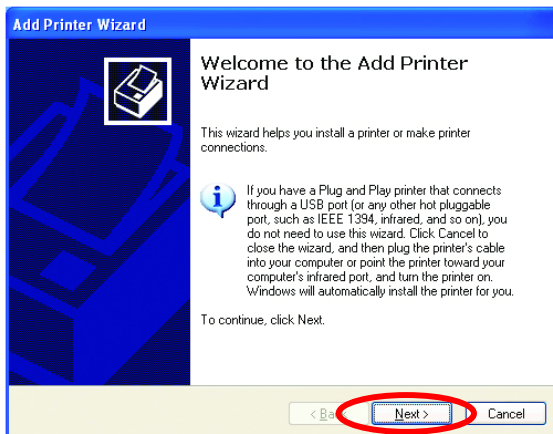 Add Printer Wizard
Welcome to the Add Printer
Wizard
This wizard helps you install a printer or make printer
connections.
If you have a Plug and Play printer that connects
through a USB port (or any other hot pluggable
port, such as IEEE 1394, infrared, and so on), you
do not need to use this wizard. Click Cancel to
close the wizard, and then plug the printer's cable
into your computer or point the printer toward your
computer's infrared port, and turn the printer on.
Windows will automatically install the printer for you.
To continue, click Next.
Next > Cancel